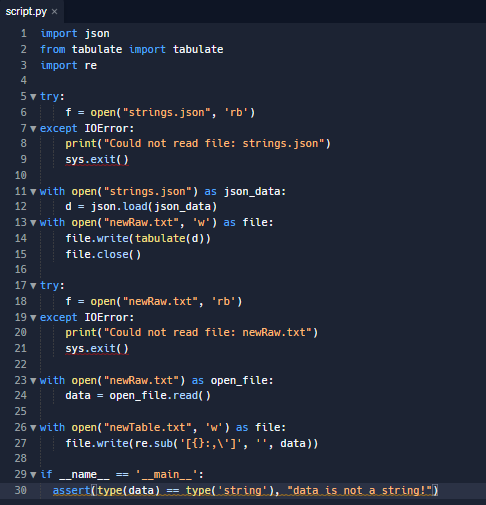 script.py ×
1 import json
2 from tabulate import tabulate
3 import re
4
5 try:
6     f = open("strings.json", 'rb')
7 except IOError:
8     print("Could not read file: strings.json")
9     sys.exit()
10
11 with open("strings.json") as json_data:
12     d = json.load(json_data)
13 with open("newRaw.txt", 'w') as file:
14     file.write(tabulate(d))
15     file.close()
16
17 try:
18     f = open("newRaw.txt", 'rb')
19 except IOError:
20     print("Could not read file: newRaw.txt")
21     sys.exit()
22
23 with open("newRaw.txt") as open_file:
24     data = open_file.read()
25
26 with open("newTable.txt", 'w') as file:
27     file.write(re.sub('[{}:,\']', '', data))
28
29 if __name__ == '__main__':
30   assert(type(data) == type('string'), "data is not a string!")